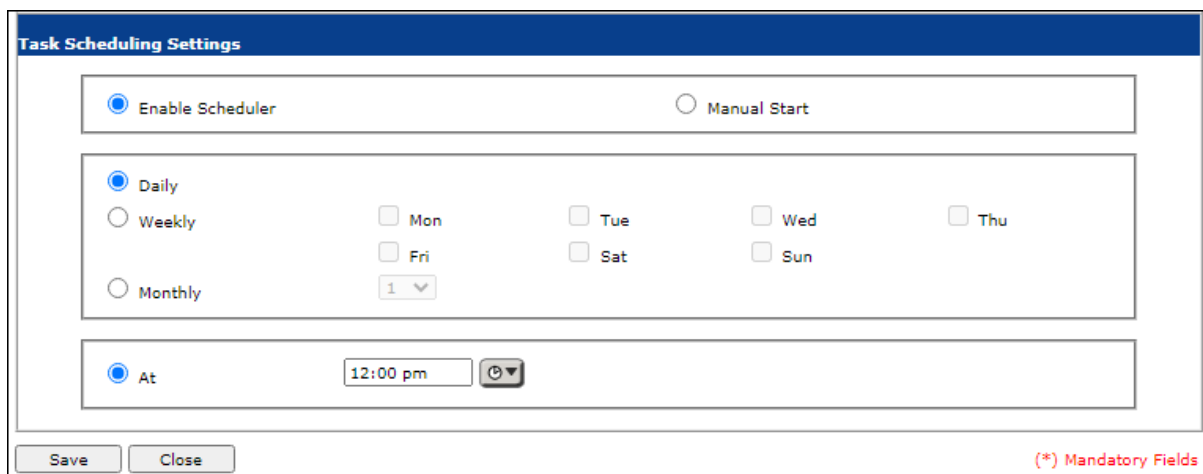 Task Scheduling Settings
Enable Scheduler Manual Start
Daily
Weekly Mon Tue Wed Thu
Fri Sat Sun
Monthly 1
At 12:00 pm
Save Close (*) Mandatory Fields